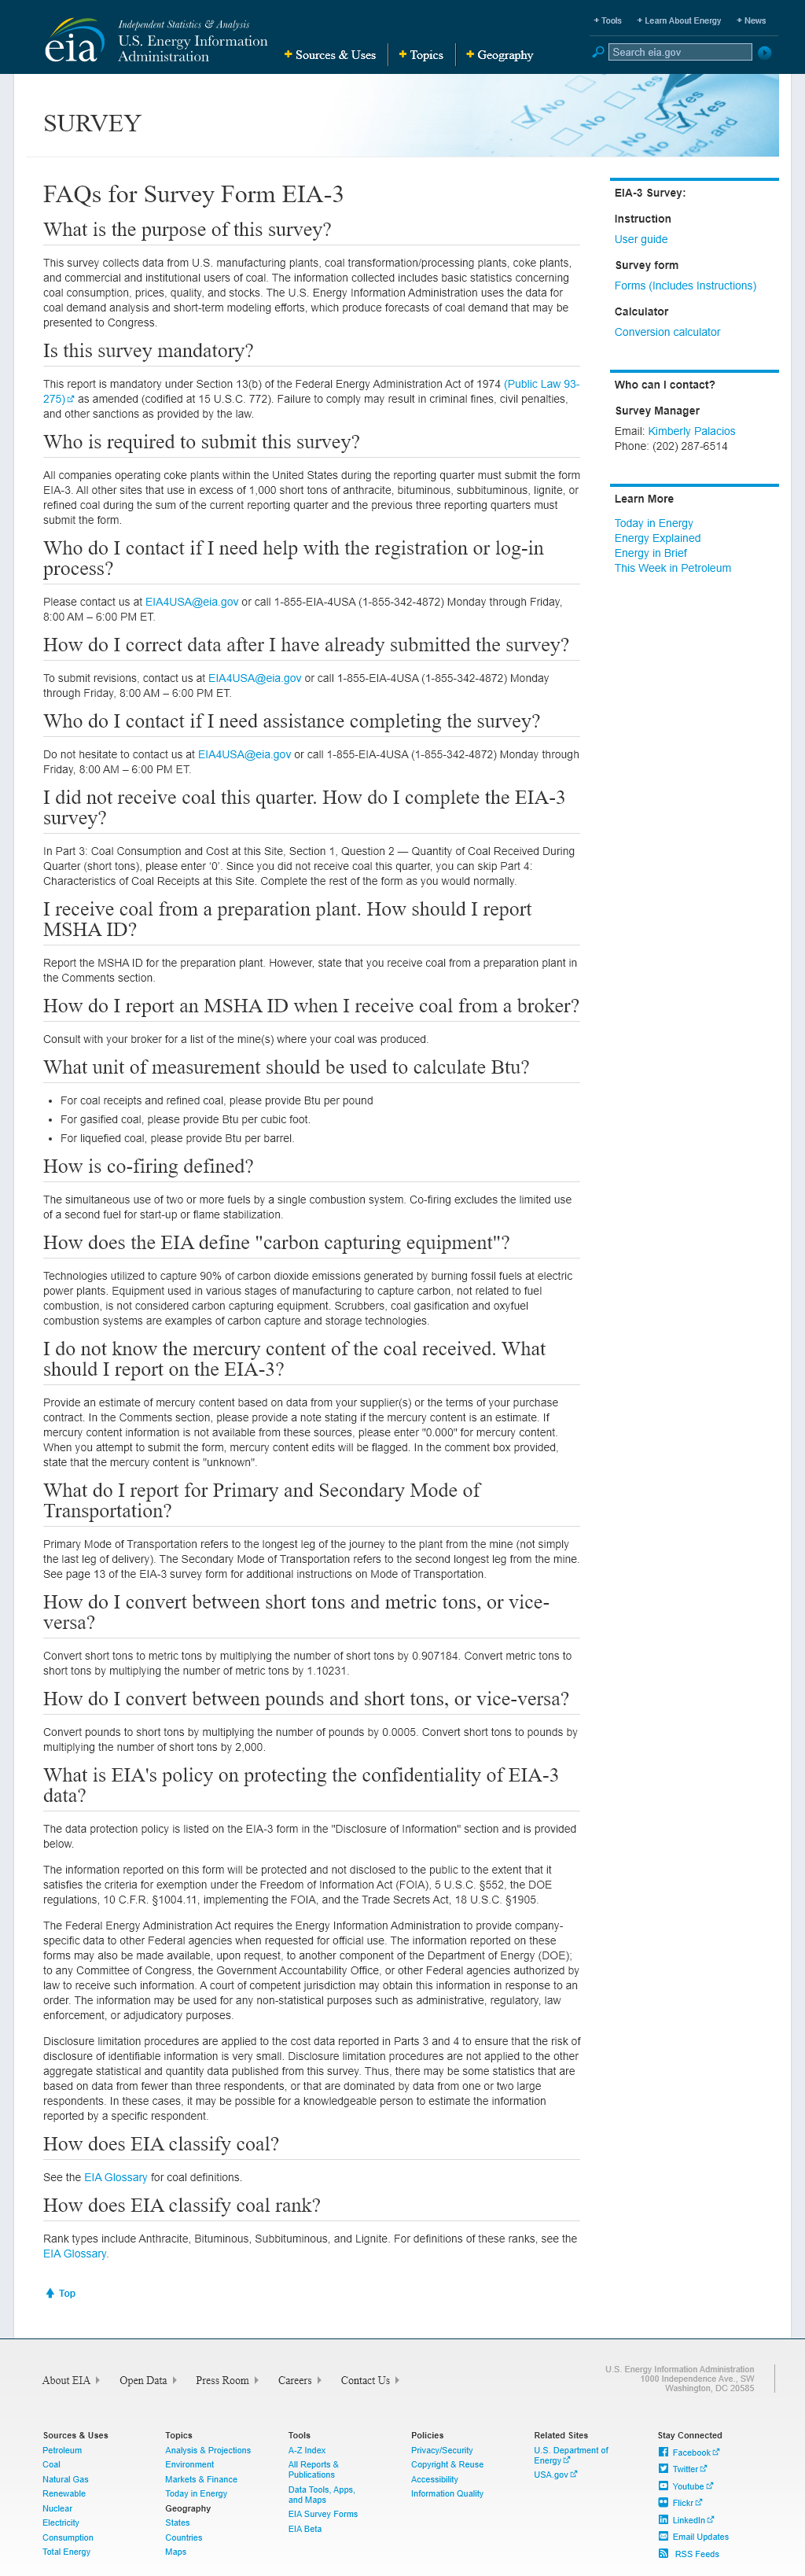 eia
Independent Statistics & Analysis
U.S. Energy Information
Administration
+ Sources & Uses
+ Topics
+ Geography
+ Tools
+ Learn About Energy
+ News
Search eia.gov
SURVEY
FAQs for Survey Form EIA-3
What is the purpose of this survey?
This survey collects data from U.S. manufacturing plants, coal transformation/processing plants, coke plants,
and commercial and institutional users of coal. The information collected includes basic statistics concerning
coal consumption, prices, quality, and stocks. The U.S. Energy Information Administration uses the data for
coal demand analysis and short-term modeling efforts, which produce forecasts of coal demand that may be
presented to Congress.
Is this survey mandatory?
This report is mandatory under Section 13(b) of the Federal Energy Administration Act of 1974 (Public Law 93-
275) as amended (codified at 15 U.S.C. 772). Failure to comply may result in criminal fines, civil penalties,
and other sanctions as provided by the law.
Who is required to submit this survey?
All companies operating coke plants within the United States during the reporting quarter must submit the form
EIA-3. All other sites that use in excess of 1,000 short tons of anthracite, bituminous, subbituminous, lignite, or
refined coal during the sum of the current reporting quarter and the previous three reporting quarters must
submit the form.
Who do I contact if I need help with the registration or log-in
process?
Please contact us at EIA4USA@eia.gov or call 1-855-EIA-4USA (1-855-342-4872) Monday through Friday,
8:00 AM – 6:00 PM ET.
How do I correct data after I have already submitted the survey?
To submit revisions, contact us at EIA4USA@eia.gov or call 1-855-EIA-4USA (1-855-342-4872) Monday
through Friday, 8:00 AM – 6:00 PM ET.
Who do I contact if I need assistance completing the survey?
Do not hesitate to contact us at EIA4USA@eia.gov or call 1-855-EIA-4USA (1-855-342-4872) Monday through
Friday, 8:00 AM – 6:00 PM ET.
I did not receive coal this quarter. How do I complete the EIA-3
survey?
In Part 3: Coal Consumption and Cost at this Site, Section 1, Question 2 — Quantity of Coal Received During
Quarter (short tons), please enter '0'. Since you did not receive coal this quarter, you can skip Part 4:
Characteristics of Coal Receipts at this Site. Complete the rest of the form as you would normally.
I receive coal from a preparation plant. How should I report
MSHA ID?
Report the MSHA ID for the preparation plant. However, state that you receive coal from a preparation plant in
the Comments section.
How do I report an MSHA ID when I receive coal from a broker?
Consult with your broker for a list of the mine(s) where your coal was produced.
What unit of measurement should be used to calculate Btu?
• For coal receipts and refined coal, please provide Btu per pound
• For gasified coal, please provide Btu per cubic foot.
• For liquefied coal, please provide Btu per barrel.
How is co-firing defined?
The simultaneous use of two or more fuels by a single combustion system. Co-firing excludes the limited use
of a second fuel for start-up or flame stabilization.
How does the EIA define "carbon capturing equipment"?
Technologies utilized to capture 90% of carbon dioxide emissions generated by burning fossil fuels at electric
power plants. Equipment used in various stages of manufacturing to capture carbon, not related to fuel
combustion, is not considered carbon capturing equipment. Scrubbers, coal gasification and oxyfuel
combustion systems are examples of carbon capture and storage technologies.
I do not know the mercury content of the coal received. What
should I report on the EIA-3?
Provide an estimate of mercury content based on data from your supplier(s) or the terms of your purchase
contract. In the Comments section, please provide a note stating if the mercury content is an estimate. If
mercury content information is not available from these sources, please enter "0.000" for mercury content.
When you attempt to submit the form, mercury content edits will be flagged. In the comment box provided,
state that the mercury content is "unknown".
What do I report for Primary and Secondary Mode of
Transportation?
Primary Mode of Transportation refers to the longest leg of the journey to the plant from the mine (not simply
the last leg of delivery). The Secondary Mode of Transportation refers to the second longest leg from the mine.
See page 13 of the EIA-3 survey form for additional instructions on Mode of Transportation.
How do I convert between short tons and metric tons, or vice-
versa?
Convert short tons to metric tons by multiplying the number of short tons by 0.907184. Convert metric tons to
short tons by multiplying the number of metric tons by 1.10231.
How do I convert between pounds and short tons, or vice-versa?
Convert pounds to short tons by multiplying the number of pounds by 0.0005. Convert short tons to pounds by
multiplying the number of short tons by 2,000.
What is EIA's policy on protecting the confidentiality of EIA-3
data?
The data protection policy is listed on the EIA-3 form in the "Disclosure of Information" section and is provided
below.
The information reported on this form will be protected and not disclosed to the public to the extent that it
satisfies the criteria for exemption under the Freedom of Information Act (FOIA), 5 U.S.C. §552, the DOE
regulations, 10 C.F.R. §1004.11, implementing the FOIA, and the Trade Secrets Act, 18 U.S.C. §1905.
The Federal Energy Administration Act requires the Energy Information Administration to provide company-
specific data to other Federal agencies when requested for official use. The information reported on these
forms may also be made available, upon request, to another component of the Department of Energy (DOE);
to any Committee of Congress, the Government Accountability Office, or other Federal agencies authorized by
law to receive such information. A court of competent jurisdiction may obtain this information in response to an
order. The information may be used for any non-statistical purposes such as administrative, regulatory, law
enforcement, or adjudicatory purposes.
Disclosure limitation procedures are applied to the cost data reported in Parts 3 and 4 to ensure that the risk of
disclosure of identifiable information is very small. Disclosure limitation procedures are not applied to the other
aggregate statistical and quantity data published from this survey. Thus, there may be some statistics that are
based on data from fewer than three respondents, or that are dominated by data from one or two large
respondents. In these cases, it may be possible for a knowledgeable person to estimate the information
reported by a specific respondent.
How does EIA classify coal?
See the EIA Glossary for coal definitions.
How does EIA classify coal rank?
Rank types include Anthracite, Bituminous, Subbituminous, and Lignite. For definitions of these ranks, see the
EIA Glossary.
Top
EIA-3 Survey:
Instruction
User guide
Survey form
Forms (Includes Instructions)
Calculator
Conversion calculator
Who can I contact?
Survey Manager
Email: Kimberly Palacios
Phone: (202) 287-6514
Learn More
Today in Energy
Energy Explained
Energy in Brief
This Week in Petroleum
About EIA
Open Data
Press Room
Careers
Contact Us
U.S. Energy Information Administration
1000 Independence Ave., SW
Washington, DC 20585
Sources & Uses
Petroleum
Coal
Natural Gas
Renewable
Nuclear
Electricity
Consumption
Total Energy
Topics
Analysis & Projections
Environment
Markets & Finance
Today in Energy
Geography
States
Countries
Maps
Tools
A-Z Index
All Reports &
Publications
Data Tools, Apps,
and Maps
EIA Survey Forms
EIA Beta
Policies
Privacy/Security
Copyright & Reuse
Accessibility
Information Quality
Related Sites
U.S. Department of
Energy
USA.gov
Stay Connected
Facebook
Twitter
Youtube
Flickr
LinkedIn
Email Updates
RSS Feeds